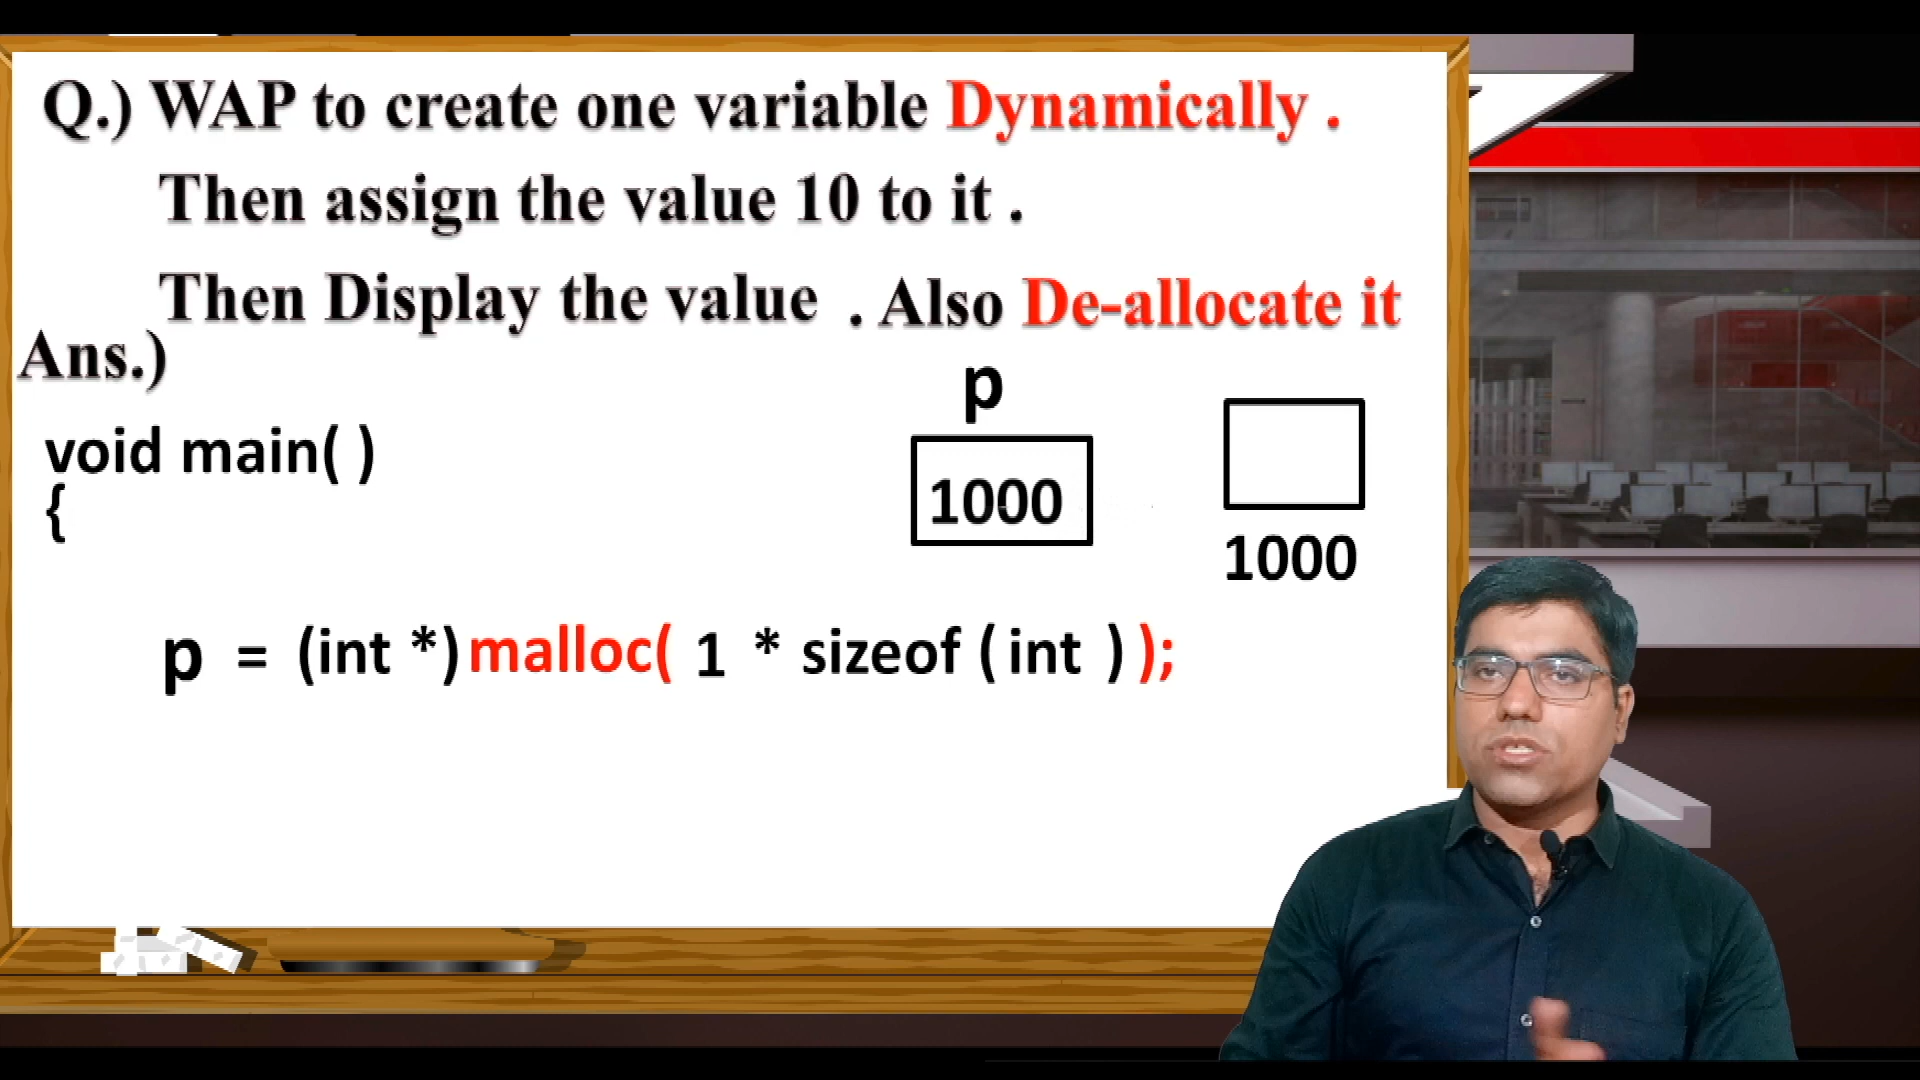 Q.) WAP to create one variable Dynamically .
Then assign the value 10 to it .
Then Display the value . Also De-allocate it
Ans.)
p
void main( )
{
1000
1000
p = (int *) malloc( 1 * sizeof ( int ) );